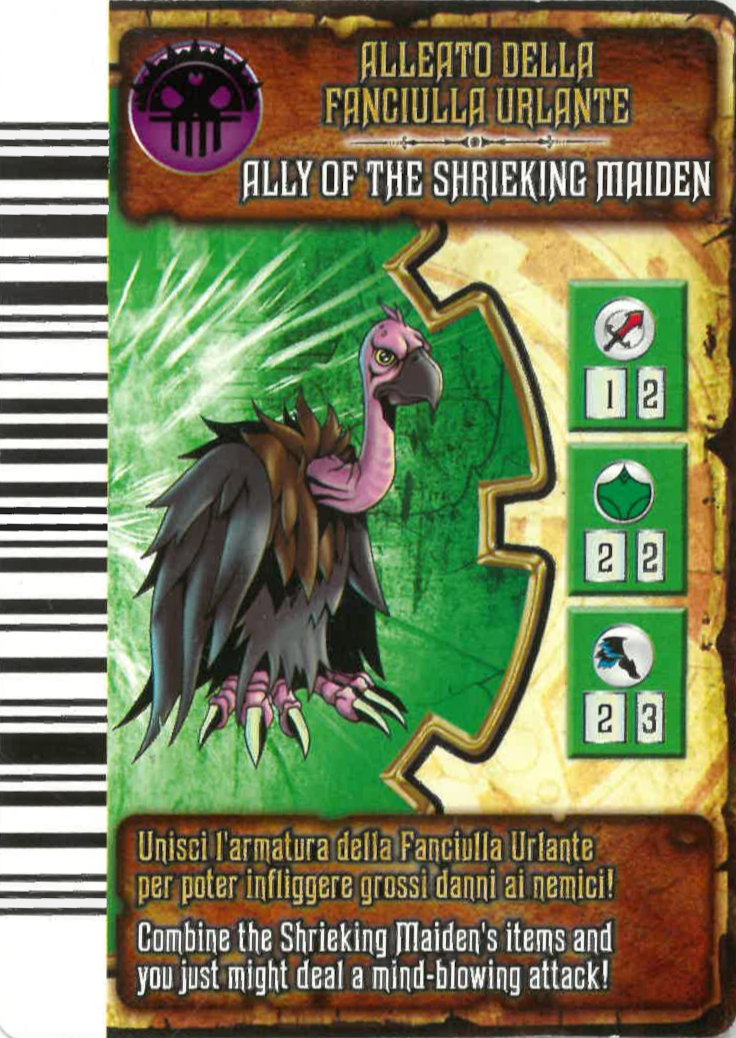 ALLEATO DELLA
FANCIULLA URLANTE
ALLY OF THE SHRIEKING MAIDEN
1 2
2 2
2 3
Unisci l'armatura della Fanciulla Urlante
per poter infliggere grossi danni ai nemici!
Combine the Shrieking Maiden's items and
you just might deal a mind-blowing attack!